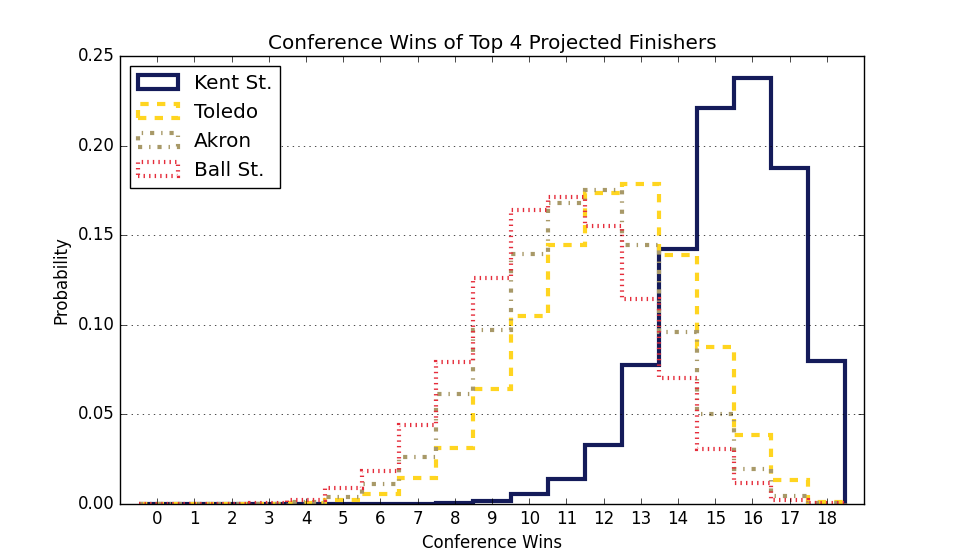 Conference Wins of Top 4 Projected Finishers
0.25
0.20
0.15
0.10
0.05
0.00
Probability
Kent St.
Toledo
Akron
Ball St.
0 1 2 3 4 5 6 7 8 9 10 11 12 13 14 15 16 17 18
Conference Wins